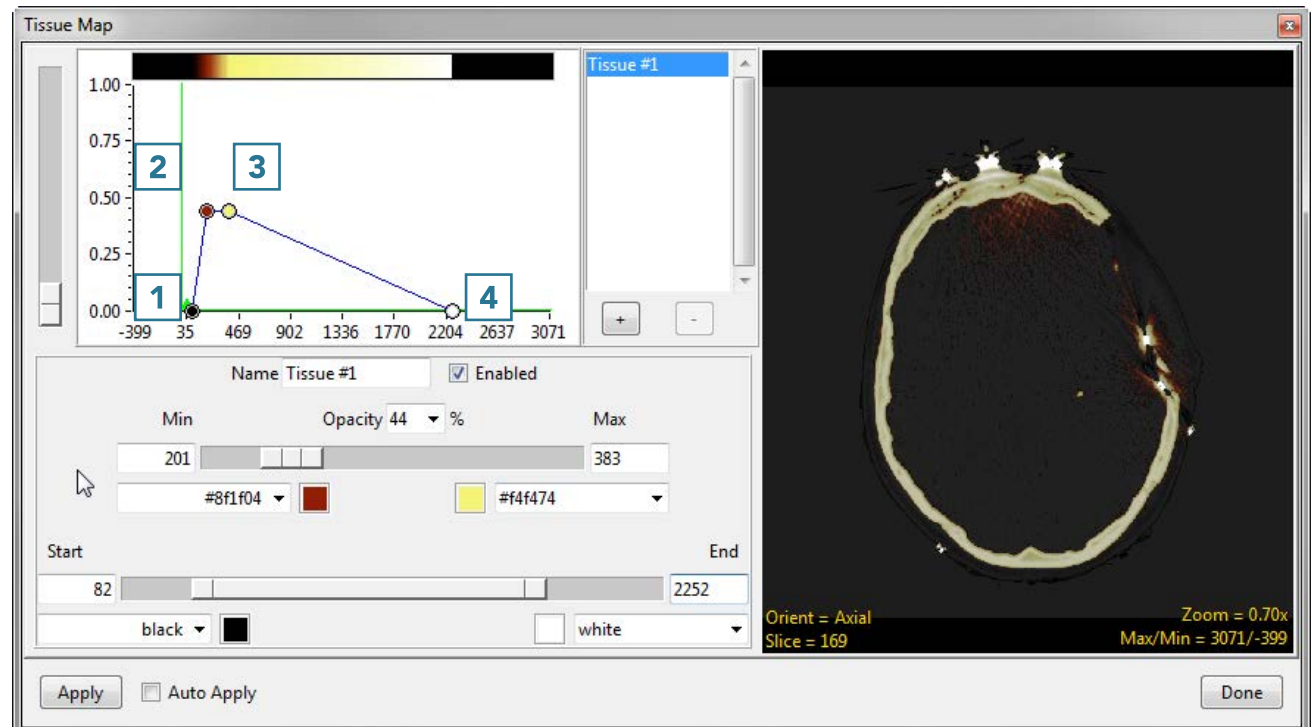 Tissue Map
1.00
0.75
0.50
0.25
0.00
-399 35 469 902 1336 1770 2204 2637 3071
2
3
1
4
Tissue #1
+ -
Name Tissue #1 Enabled
Min Opacity 44 % Max
201 383
#8f1f04 #f4f474
Start End
82 2252
black white
Orient = Axial
Slice = 169
Zoom = 0.70x
Max/Min = 3071/-399
Apply Auto Apply Done